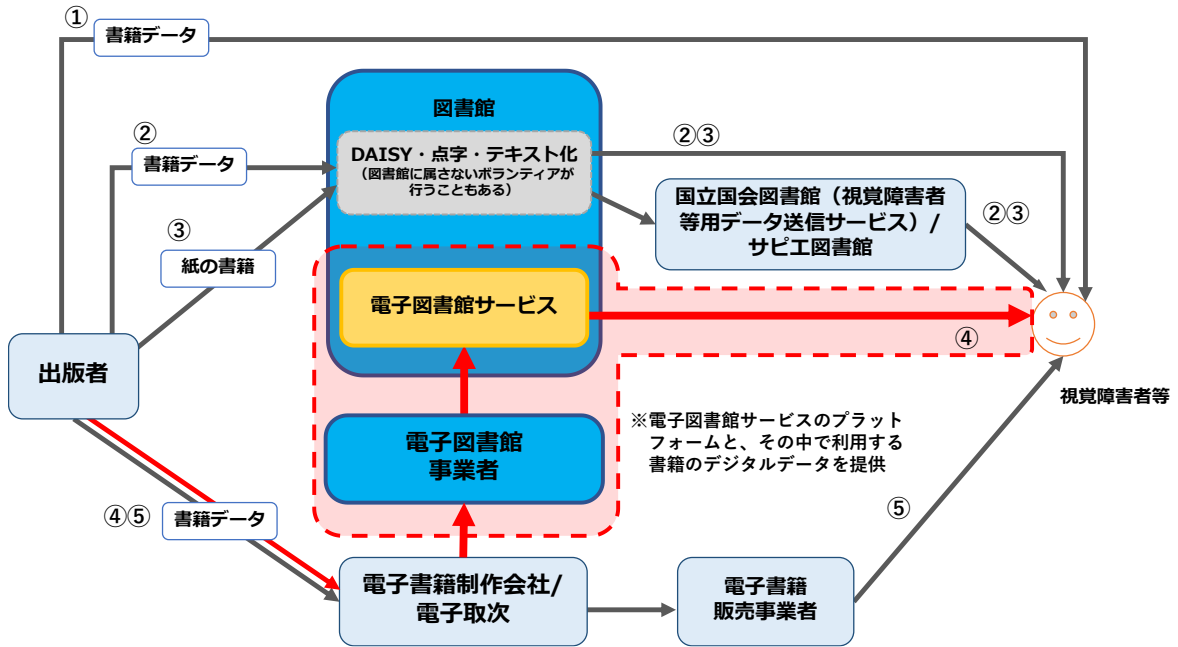 ①
書籍データ
図書館
②
書籍データ
DAISY・点字・テキスト化
（図書館に属さないボランティアが
行うこともある）
②③
国立国会図書館（視覚障害者
等用データ送信サービス）/
サピエ図書館
②③
③
紙の書籍
電子図書館サービス
④
出版者
視覚障害者等
電子図書館
事業者
※電子図書館サービスのプラット
フォームと、その中で利用する
書籍のデジタルデータを提供
④⑤
書籍データ
⑤
電子書籍制作会社/
電子取次
電子書籍
販売事業者